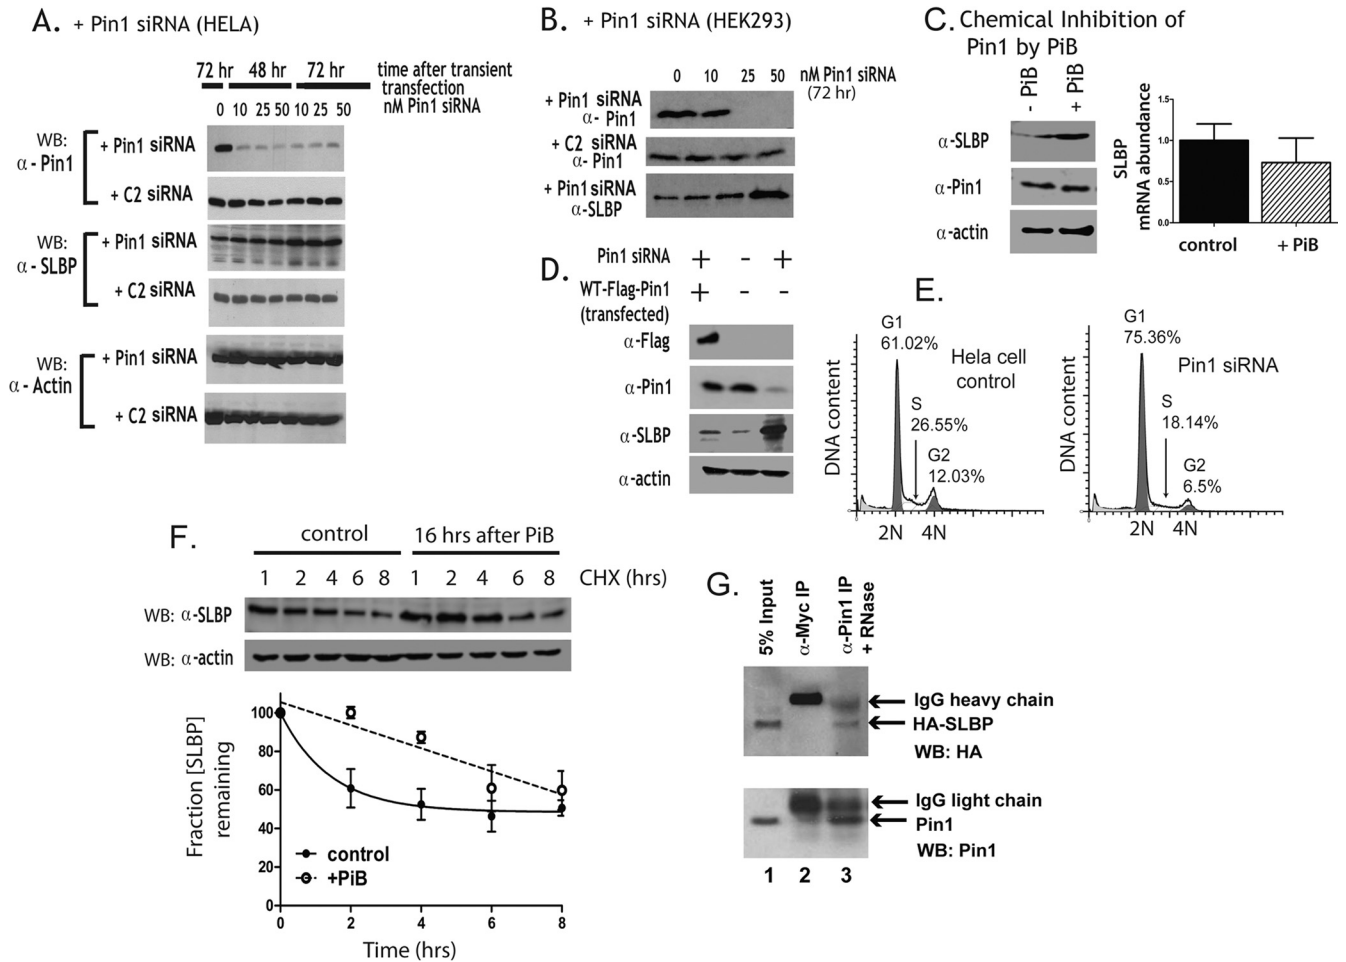 A. + Pin1 siRNA (HELA)
72 hr 48 hr 72 hr time after transient
transfection
0 10 25 50 10 25 50 nM Pin1 siRNA
WB:
α - Pin1
+ Pin1 siRNA
+ C2 siRNA
WB:
α - SLBP
+ Pin1 siRNA
+ C2 siRNA
WB:
α - Actin
+ Pin1 siRNA
+ C2 siRNA
B. + Pin1 siRNA (HEK293)
0 10 25 50 nM Pin1 siRNA
(72 hr)
+ Pin1 siRNA
α - Pin1
+ C2 siRNA
α- Pin1
+ Pin1 siRNA
α-SLBP
C. Chemical Inhibition of
Pin1 by PiB
- PiB
+ PiB
α-SLBP
α-Pin1
α-actin
SLBP
mRNA abundance
1.5
1.0
0.5
0.0
control + PiB
D.
Pin1 siRNA + - +
WT-Flag-Pin1 + - -
(transfected)
α-Flag
α-Pin1
α-SLBP
α-actin
E.
DNA content
G1
61.02%
Hela cell
control
S
26.55%
G2
12.03%
2N 4N
DNA content
G1
75.36%
Pin1 siRNA
S
18.14%
G2
6.5%
2N 4N
F.
control 16 hrs after PiB
1 2 4 6 8 1 2 4 6 8 CHX (hrs)
WB: α-SLBP
WB: α-actin
Fraction [SLBP]
remaining
100
80
60
40
20
0
control
+PiB
0 2 4 6 8
Time (hrs)
G.
5% Input
α-Myc IP
α-Pin1 IP
+ RNase
IgG heavy chain
HA-SLBP
WB: HA
IgG light chain
Pin1
WB: Pin1
1 2 3